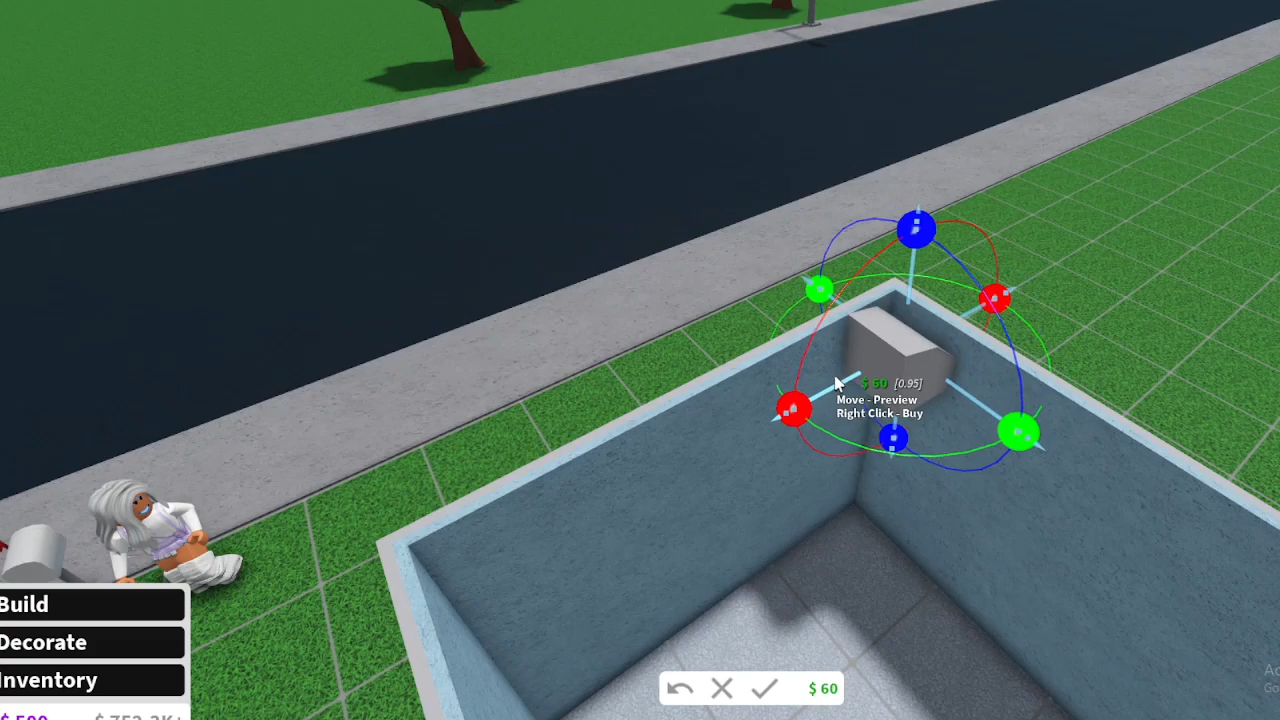 $ 60 [0.95]
Move - Preview
Right Click - Buy
Build
Decorate
Inventory
$ 60